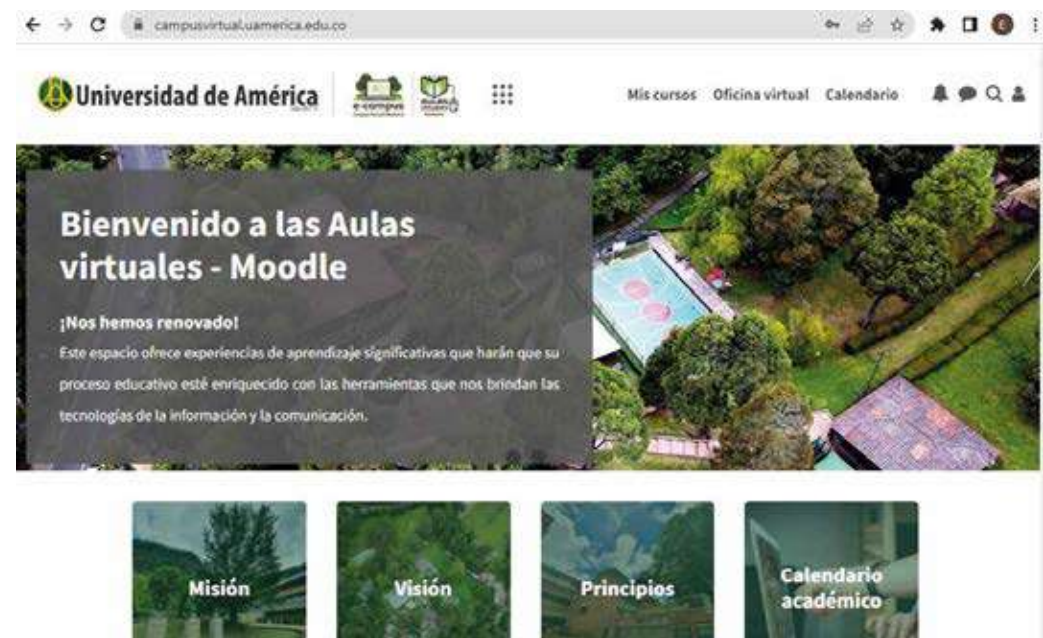 campusvirtual.uamerica.edu.co
Universidad de América
e-campus
Mis cursos Oficina virtual Calendario
Bienvenido a las Aulas
virtuales - Moodle
¡Nos hemos renovado!
Este espacio ofrece experiencias de aprendizaje significativas que harán que su
proceso educativo esté enriquecido con las herramientas que nos brindan las
tecnologías de la información y la comunicación.
Misión
Visión
Principios
Calendario
académico